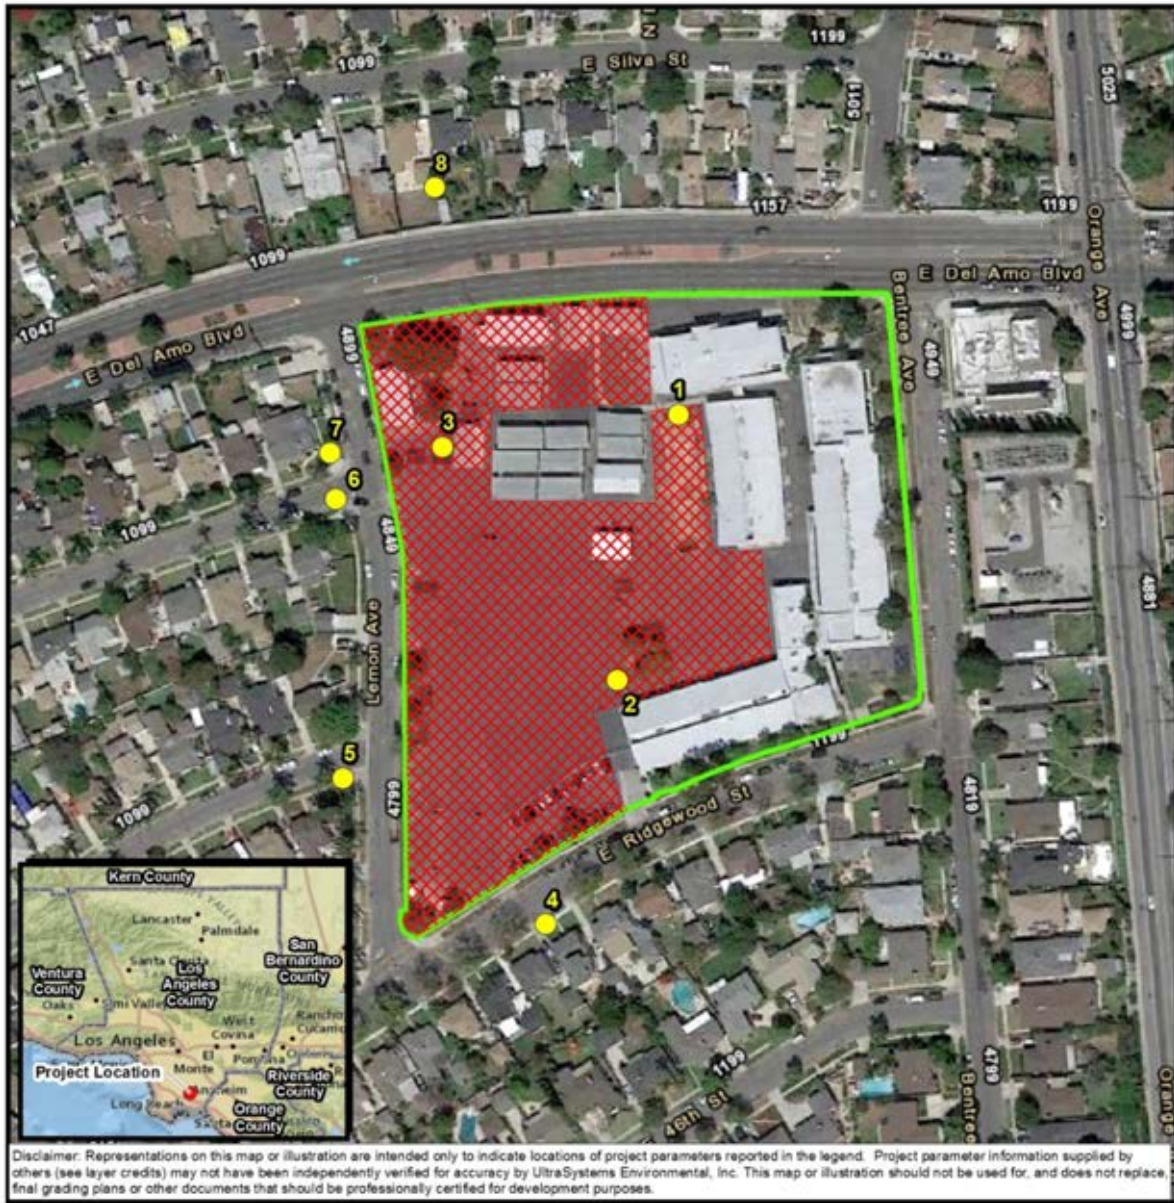 1099
E Silva St
N
1199
5011
5025
8
1157
1199
Orange Ave
1099
E Del Amo Blvd
1047
E Del Amo Blvd
4899
Bentree Ave
4949
4999
1
3
7
6
1099
4849
4881
Lemon Ave
2
5
1199
1099
4799
4819
E Ridgewood St
4
Kern County
Lancaster
Palmdale
San
Bernardino
County
Santa Clarita
Los
Angeles
County
Ventura
County
Oaks
Simi Valley
West
Covina
Rancho
Cucamo
Los Angeles
El
Monte
Pomona
Ontario
Project Location
Anaheim
Riverside
County
Long Beach
Orange
County
Santa
1199
46th St
4799
Bentree
Orange
Disclaimer: Representations on this map or illustration are intended only to indicate locations of project parameters reported in the legend. Project parameter information supplied by
others (see layer credits) may not have been independently verified for accuracy by UltraSystems Environmental, Inc. This map or illustration should not be used for, and does not replace,
final grading plans or other documents that should be professionally certified for development purposes.